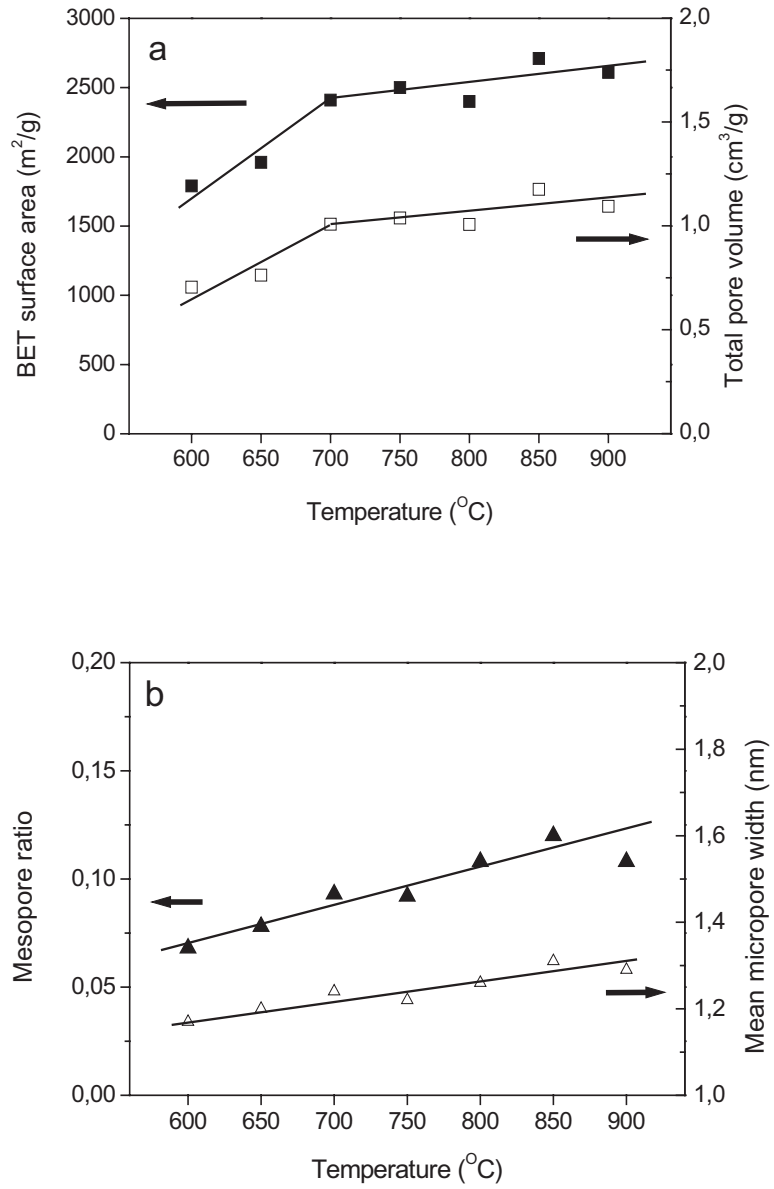 a
3000
2500
2000
1500
1000
500
0
BET surface area (m²/g)
2,0
1,5
1,0
0,5
0,0
Total pore volume (cm³/g)
600 650 700 750 800 850 900
Temperature (°C)
b
0,20
0,15
0,10
0,05
0,00
Mesopore ratio
2,0
1,8
1,6
1,4
1,2
1,0
Mean micropore width (nm)
600 650 700 750 800 850 900
Temperature (°C)